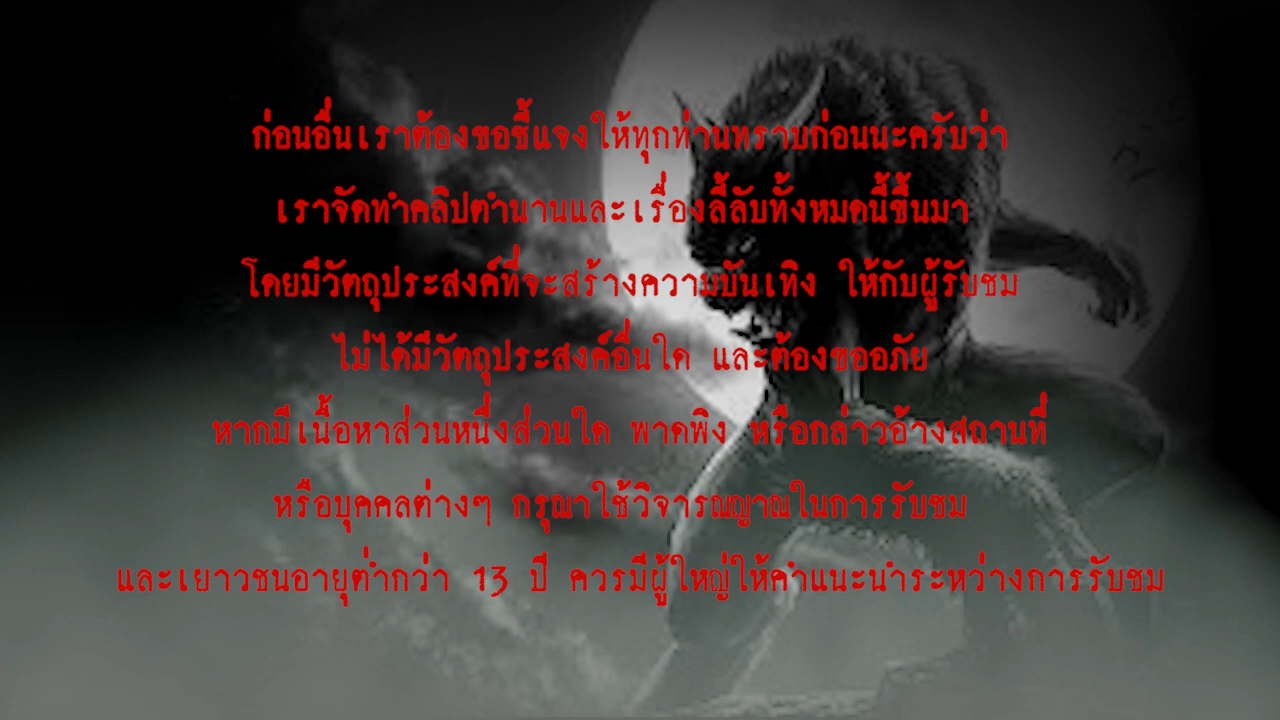 ก่อนอื่นเราต้องขอชี้แจงให้ทุกท่านทราบก่อนนะครับว่า
เราจัดทำคลิปตำนานและเรื่องลี้ลับทั้งหมดนี้ขึ้นมา
โดยมีวัตถุประสงค์ที่จะสร้างความบันเทิง ให้กับผู้รับชม
ไม่ได้มีวัตถุประสงค์อื่นใด และต้องขออภัย
หากมีเนื้อหาส่วนหนึ่งส่วนใด พาดพิง หรือกล่าวอ้างสถานที่
หรือบุคคลต่างๆ กรุณาใช้วิจารณญาณในการรับชม
และเยาวชนอายุต่ำกว่า 13 ปี ควรมีผู้ใหญ่ให้คำแนะนำระหว่างการรับชม